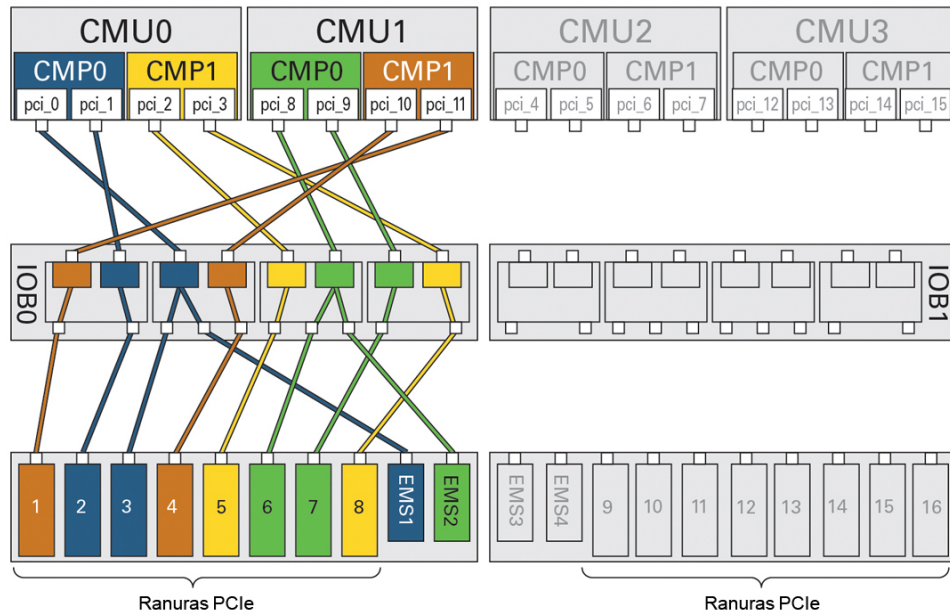 CMU0 CMU1 CMU2 CMU3
CMP0 CMP1 CMP0 CMP1 CMP0 CMP1 CMP0 CMP1
pci_0 pci_1 pci_2 pci_3 pci_8 pci_9 pci_10 pci_11 pci_4 pci_5 pci_6 pci_7 pci_12 pci_13 pci_14 pci_15
IOB0 IOB1
1 2 3 4 5 6 7 8 EMS1 EMS2 EMS3 EMS4 9 10 11 12 13 14 15 16
Ranuras PCIe Ranuras PCIe